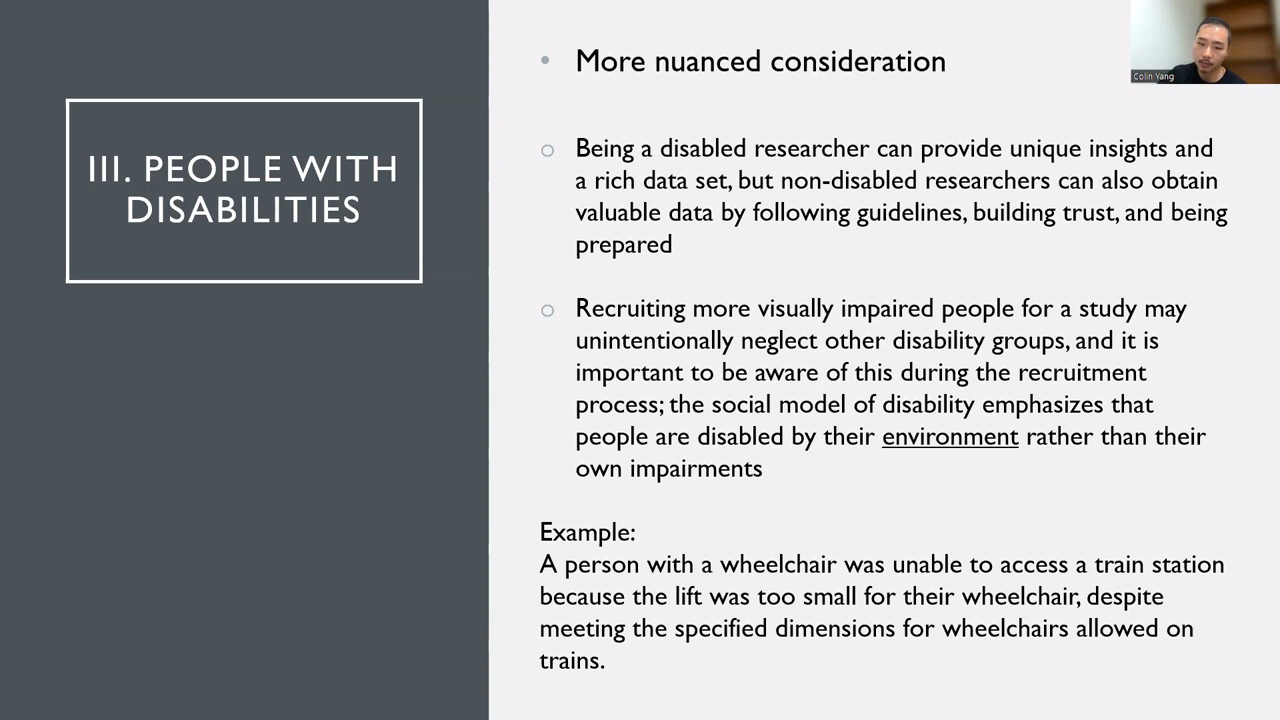 III. PEOPLE WITH
DISABILITIES
• More nuanced consideration
Colin Yang
o Being a disabled researcher can provide unique insights and
a rich data set, but non-disabled researchers can also obtain
valuable data by following guidelines, building trust, and being
prepared
o Recruiting more visually impaired people for a study may
unintentionally neglect other disability groups, and it is
important to be aware of this during the recruitment
process; the social model of disability emphasizes that
people are disabled by their environment rather than their
own impairments
Example:
A person with a wheelchair was unable to access a train station
because the lift was too small for their wheelchair, despite
meeting the specified dimensions for wheelchairs allowed on
trains.